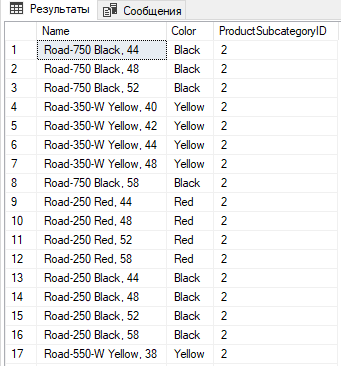 Результаты Сообщения
Name Color ProductSubcategoryID
1 Road-750 Black, 44 Black 2
2 Road-750 Black, 48 Black 2
3 Road-750 Black, 52 Black 2
4 Road-350-W Yellow, 40 Yellow 2
5 Road-350-W Yellow, 42 Yellow 2
6 Road-350-W Yellow, 44 Yellow 2
7 Road-350-W Yellow, 48 Yellow 2
8 Road-750 Black, 58 Black 2
9 Road-250 Red, 44 Red 2
10 Road-250 Red, 48 Red 2
11 Road-250 Red, 52 Red 2
12 Road-250 Red, 58 Red 2
13 Road-250 Black, 44 Black 2
14 Road-250 Black, 48 Black 2
15 Road-250 Black, 52 Black 2
16 Road-250 Black, 58 Black 2
17 Road-550-W Yellow, 38 Yellow 2